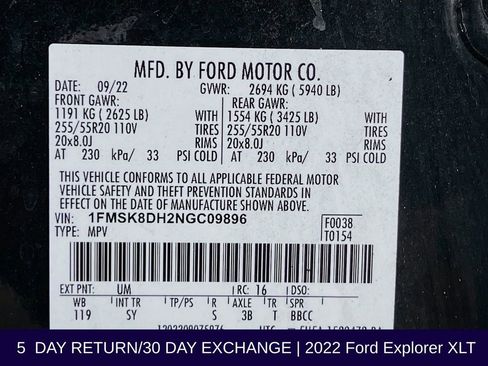 MFD. BY FORD MOTOR CO.
DATE: 09/22 GVWR: 2694 KG ( 5940 LB)
FRONT GAWR: REAR GAWR:
1191 KG ( 2625 LB) WITH 1554 KG ( 3425 LB) WITH
255/55R20 110V TIRES 255/55R20 110V TIRES
20x8.0J RIMS 20x8.0J RIMS
AT 230 kPa/ 33 PSI COLD AT 230 kPa/ 33 PSI COLD
THIS VEHICLE CONFORMS TO ALL APPLICABLE FEDERAL MOTOR
VEHICLE SAFETY AND THEFT PREVENTION STANDARDS IN
EFFECT ON THE DATE OF MANUFACTURE SHOWN ABOVE.
VIN: 1FMSK8DH2NGC09896 F0038
TYPE: MPV T0154
EXT PNT: UM RC: 16 DSO:
WB INT TR TP/PS R AXLE TR SPR
119 SY S 3B T BBCC
UTC
5 DAY RETURN/30 DAY EXCHANGE | 2022 Ford Explorer XLT